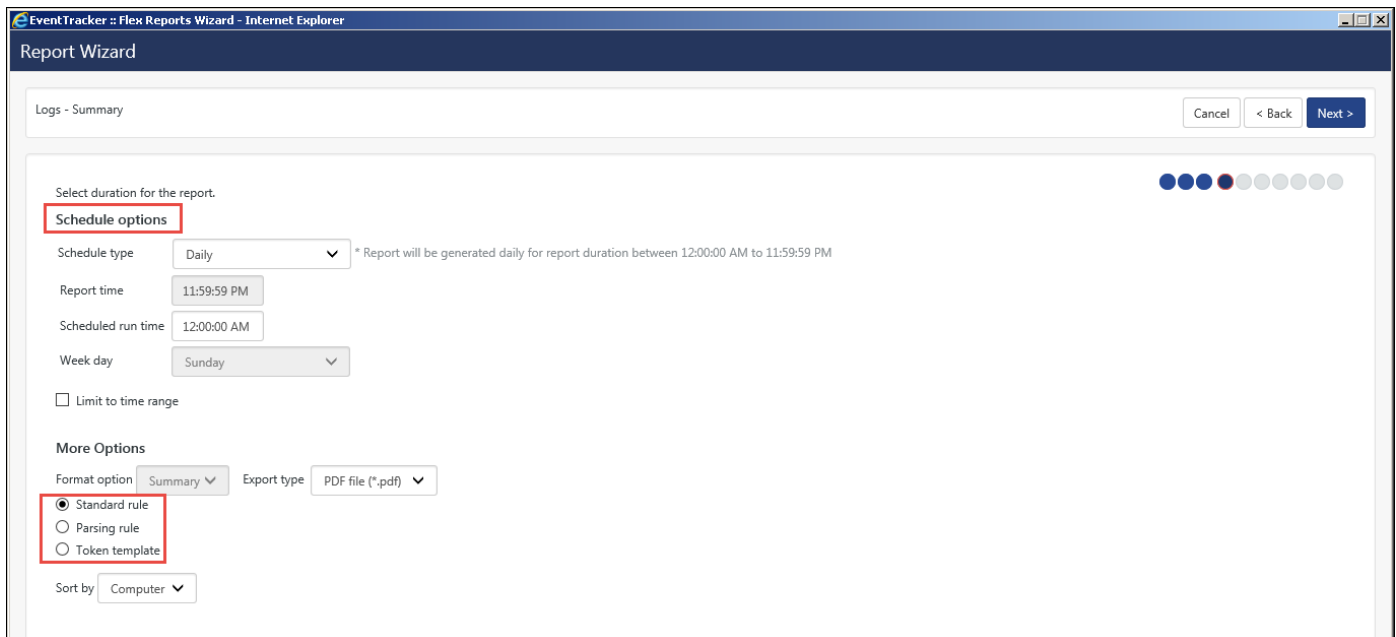 EventTracker :: Flex Reports Wizard - Internet Explorer
Report Wizard
Logs - Summary
Cancel
< Back
Next >
Select duration for the report.
Schedule options
Schedule type Daily * Report will be generated daily for report duration between 12:00:00 AM to 11:59:59 PM
Report time 11:59:59 PM
Scheduled run time 12:00:00 AM
Week day Sunday
Limit to time range
More Options
Format option Summary Export type PDF file (*.pdf)
Standard rule
Parsing rule
Token template
Sort by Computer